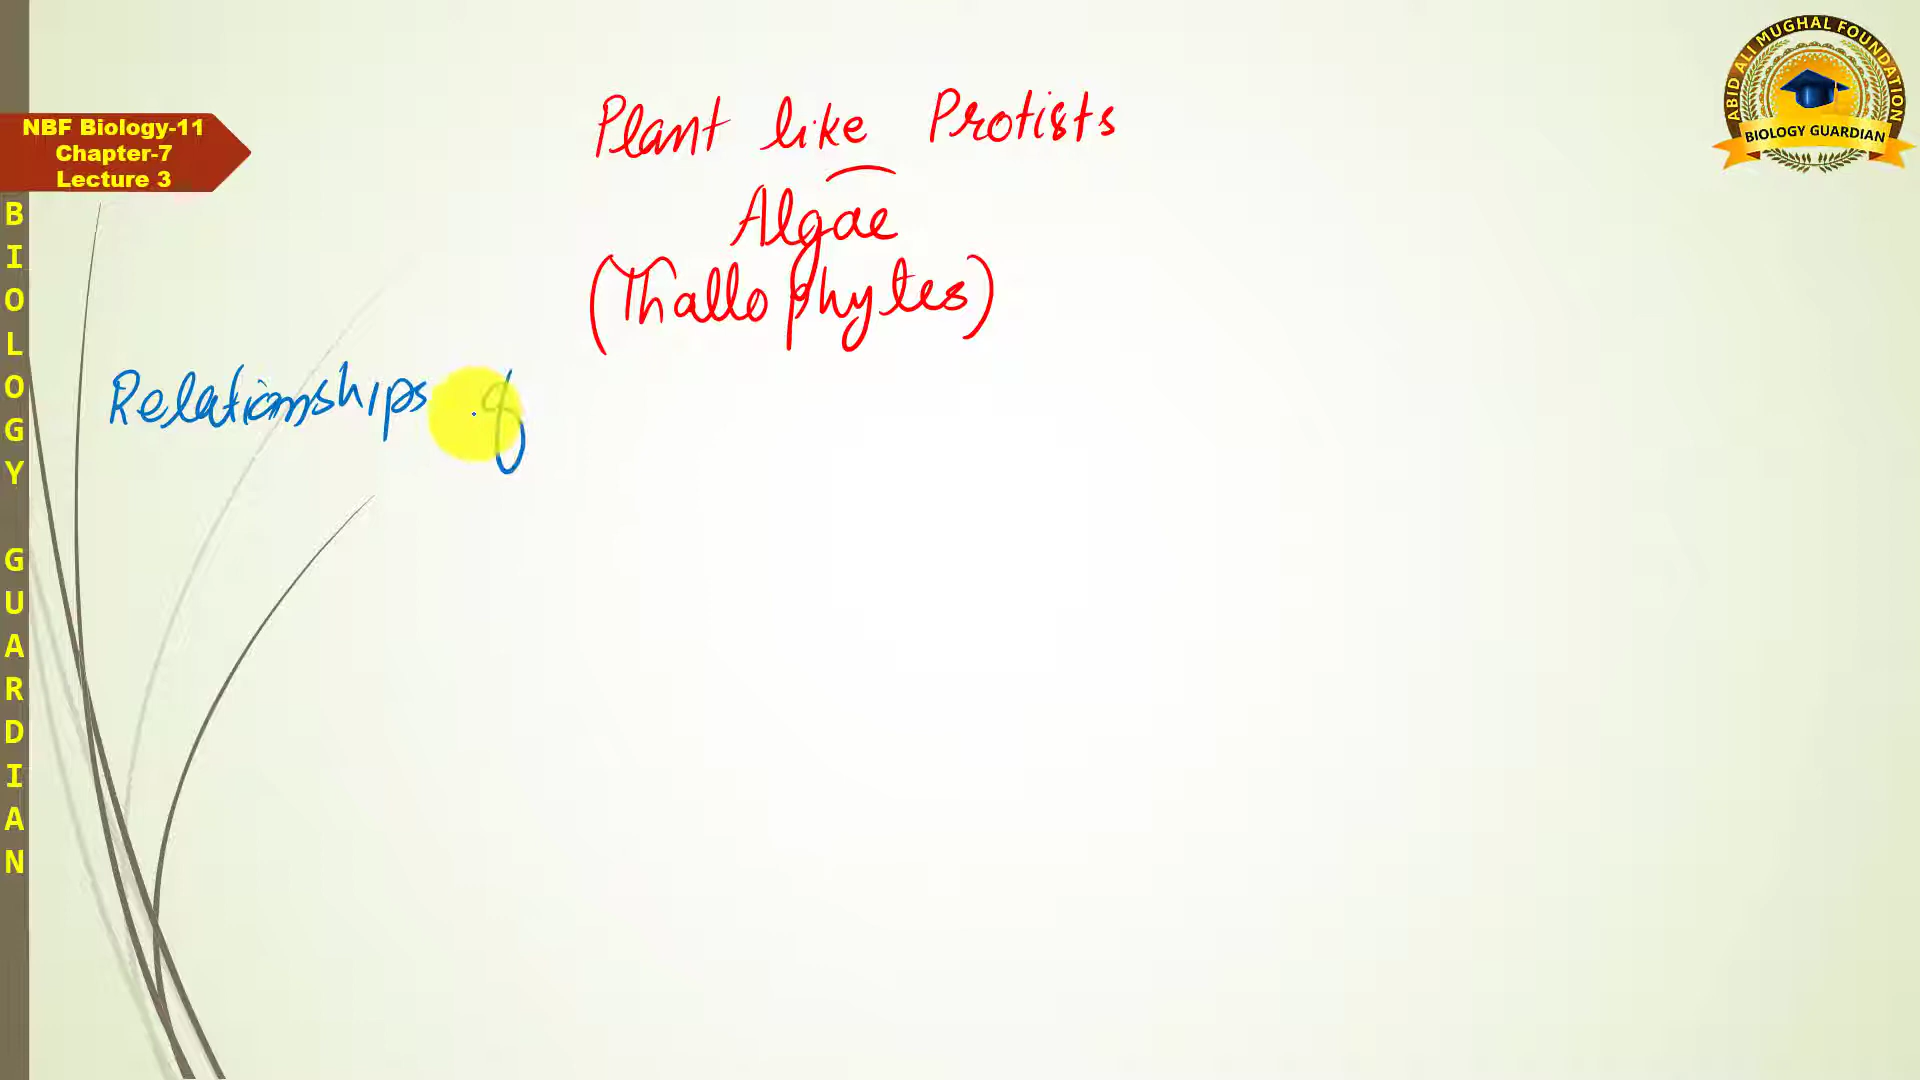 ABID ALI MUGHAL FOUNDATION
BIOLOGY GUARDIAN
NBF Biology-11
Chapter-7
Lecture 3
Plant like Protists
Algae
(Thallophytes)
Relationships of
BIOLOGY GUARDIAN